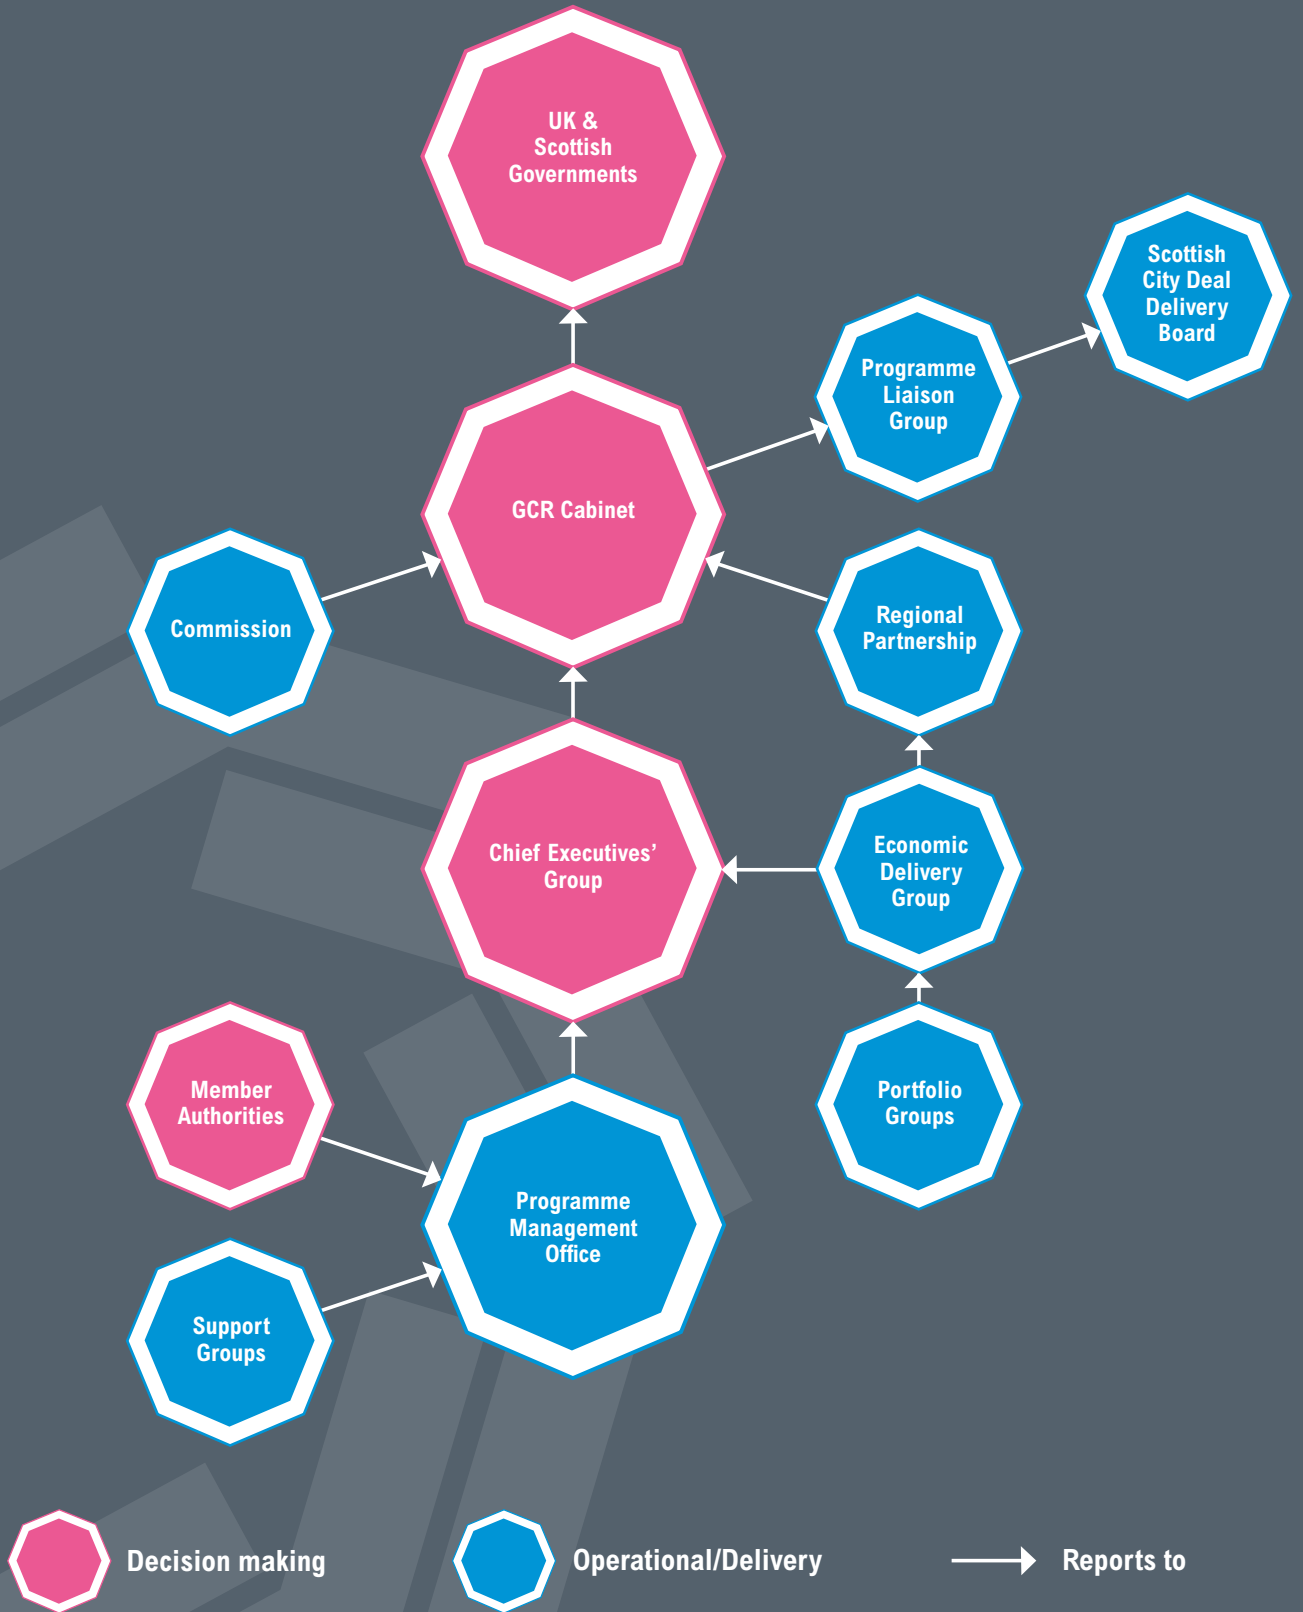 UK &
Scottish
Governments
Scottish
City Deal
Delivery
Board
Programme
Liaison
Group
GCR Cabinet
Commission
Regional
Partnership
Chief Executives’
Group
Economic
Delivery
Group
Member
Authorities
Portfolio
Groups
Programme
Management
Office
Support
Groups
Decision making
Operational/Delivery
Reports to